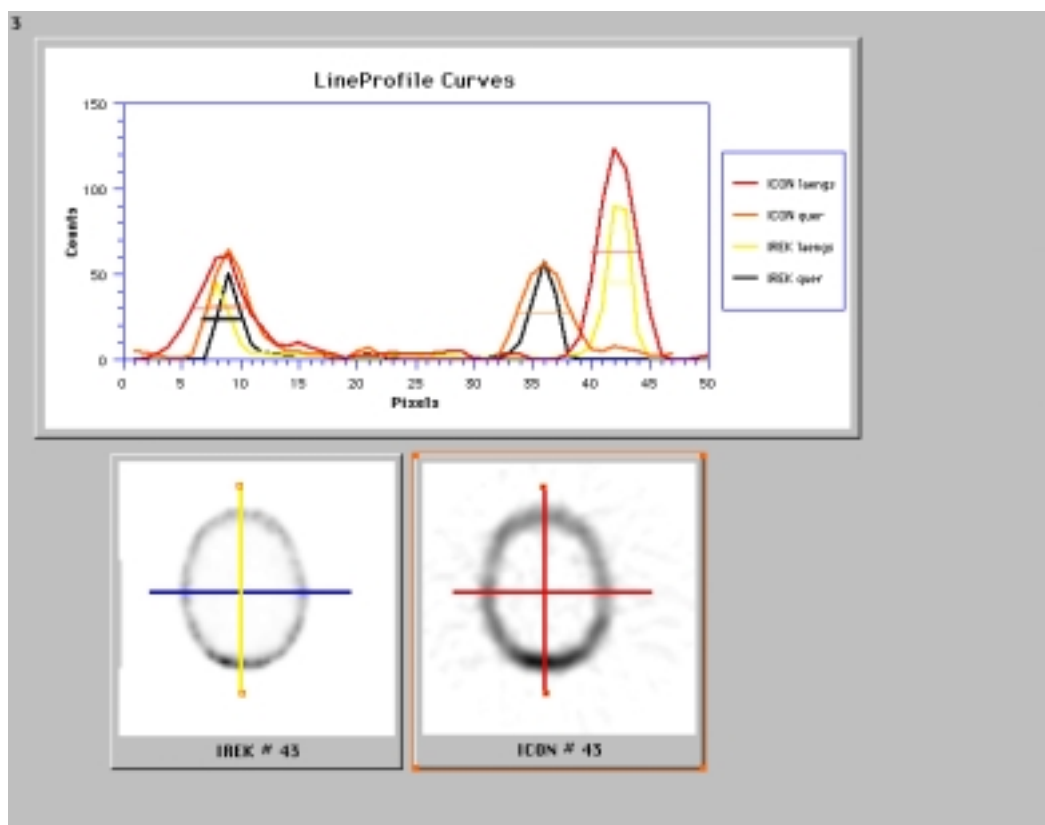 3
LineProfile Curves
150
100
50
0
Counts
0 5 10 15 20 25 30 35 40 45 50
Pixels
ICON laengs
ICON quer
IREK laengs
IREK quer
IREK # 43
ICON # 43